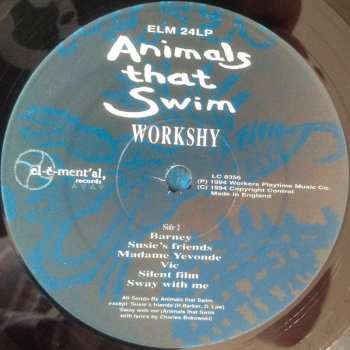 ELM 24LP
Animals
that
Swim
WORKSHY
el-e-ment'al,
records
LC 8356
(P) 1994 Workers Playtime Music Co.
(C) 1994 Copyright Control
Made in England
Side 2
Barney
Susie's friends
Madame Yevonde
Vic
Silent film
Sway with me
All Songs By Animals that Swim
except 'Susie's friends'(H Barker, D. Law)
'Sway with me'(Animals that Swim
with lyrics by Charles Bukowski)